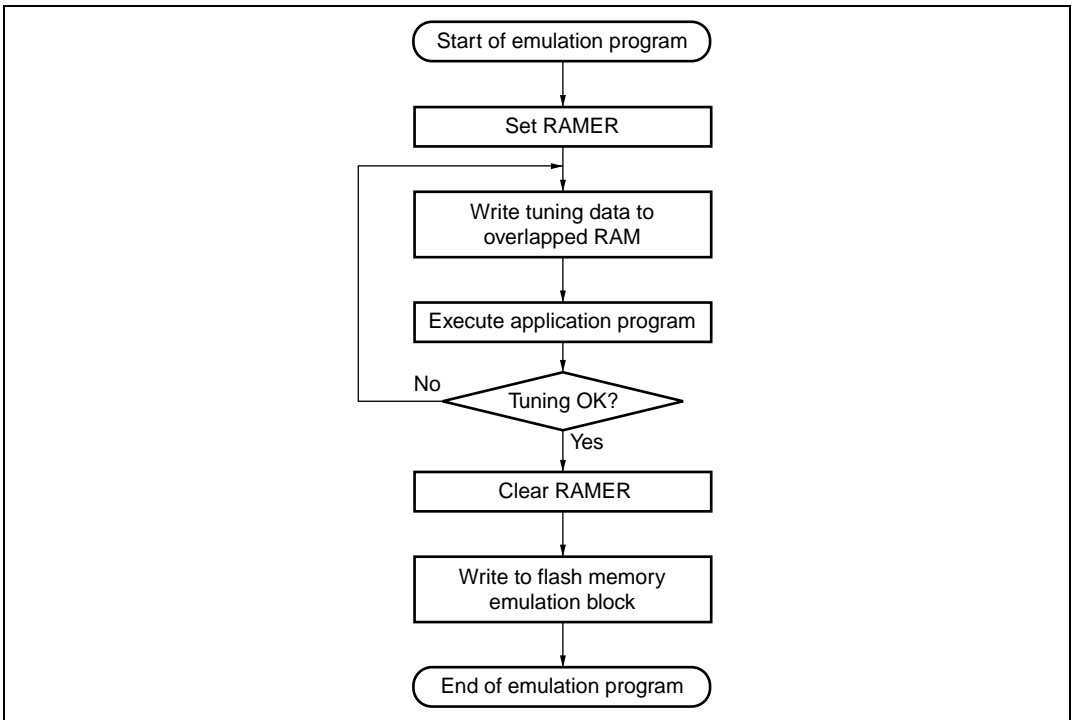 Start of emulation program
Set RAMER
Write tuning data to
overlapped RAM
Execute application program
No
Tuning OK?
Yes
Clear RAMER
Write to flash memory
emulation block
End of emulation program